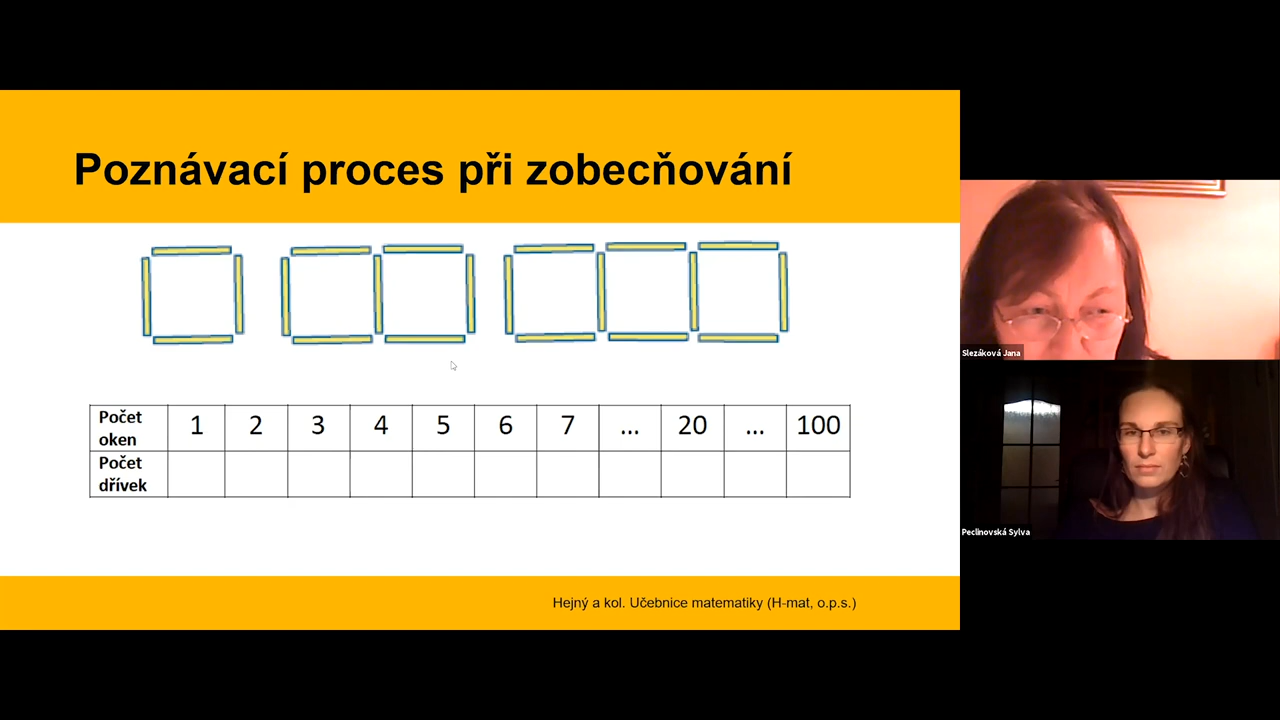 Poznávací proces při zobecňování
Počet oken 1 2 3 4 5 6 7 ... 20 ... 100
Počet dřívek
Hejný a kol. Učebnice matematiky (H-mat, o.p.s.)
Slezáková Jana
Peclinovská Sylva